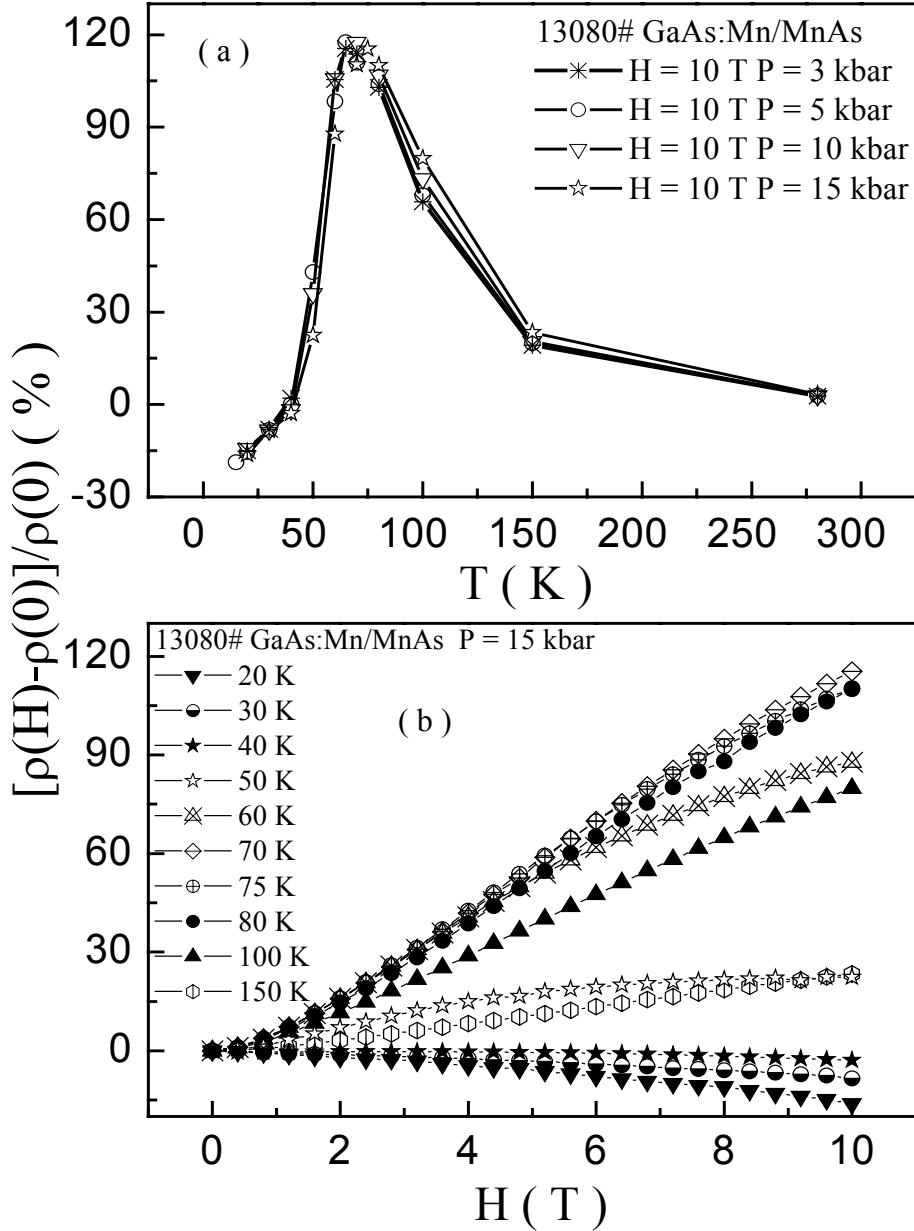 [ρ(H)-ρ(0)]/ρ(0) ( % )
( a )
13080# GaAs:Mn/MnAs
H = 10 T P = 3 kbar
H = 10 T P = 5 kbar
H = 10 T P = 10 kbar
H = 10 T P = 15 kbar
120
90
60
30
0
-30
0 50 100 150 200 250 300
T ( K )
13080# GaAs:Mn/MnAs P = 15 kbar
( b )
20 K
30 K
40 K
50 K
60 K
70 K
75 K
80 K
100 K
150 K
120
90
60
30
0
0 2 4 6 8 10
H ( T )